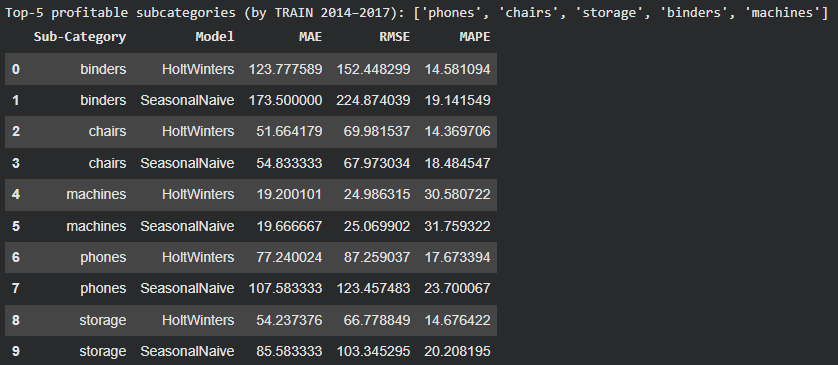 Top-5 profitable subcategories (by TRAIN 2014–2017): ['phones', 'chairs', 'storage', 'binders', 'machines']
Sub-Category Model MAE RMSE MAPE
0 binders HoltWinters 123.777589 152.448299 14.581094
1 binders SeasonalNaive 173.500000 224.874039 19.141549
2 chairs HoltWinters 51.664179 69.981537 14.369706
3 chairs SeasonalNaive 54.833333 67.973034 18.484547
4 machines HoltWinters 19.200101 24.986315 30.580722
5 machines SeasonalNaive 19.666667 25.069902 31.759322
6 phones HoltWinters 77.240024 87.259037 17.673394
7 phones SeasonalNaive 107.583333 123.457483 23.700067
8 storage HoltWinters 54.237376 66.778849 14.676422
9 storage SeasonalNaive 85.583333 103.345295 20.208195